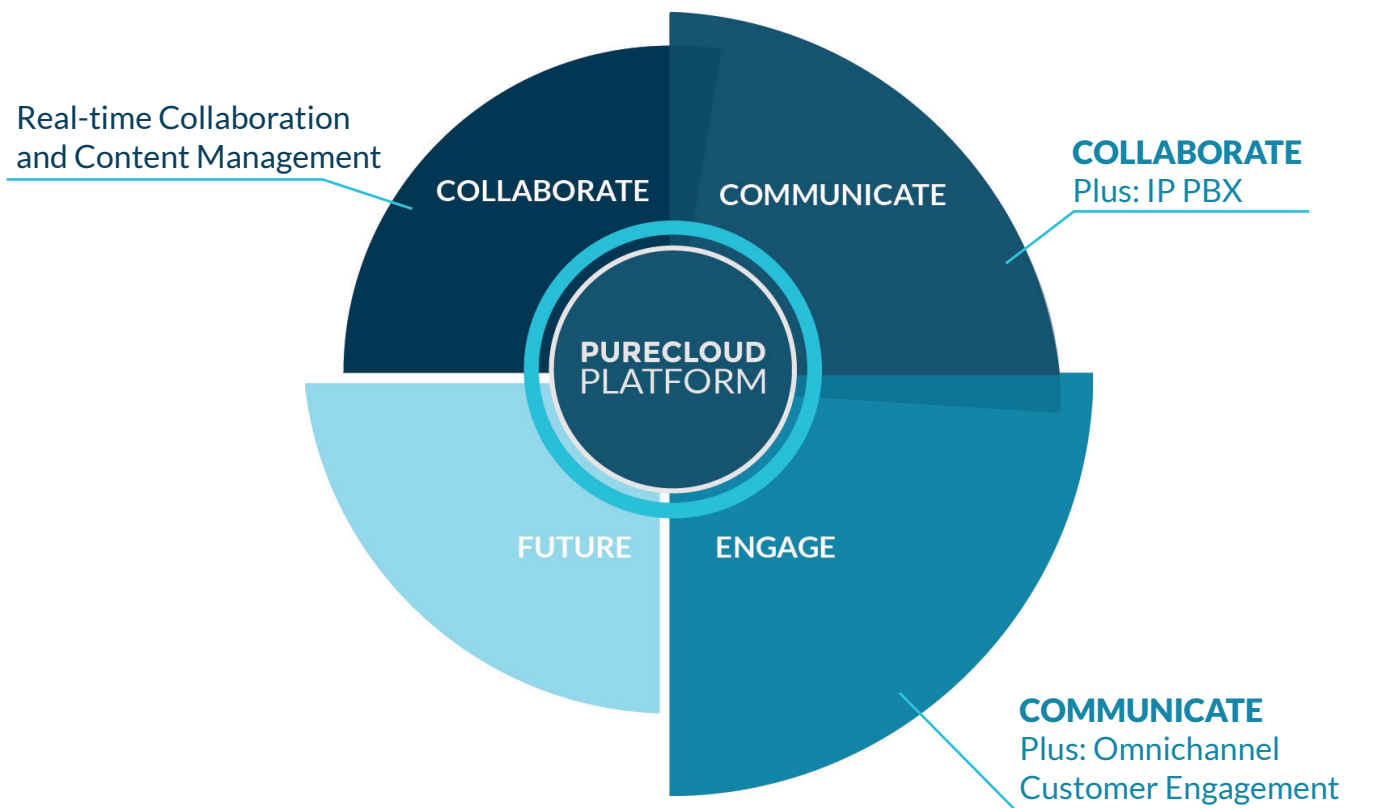 Real-time Collaboration
and Content Management
COLLABORATE
COMMUNICATE
COLLABORATE
Plus: IP PBX
PURECLOUD
PLATFORM
FUTURE
ENGAGE
COMMUNICATE
Plus: Omnichannel
Customer Engagement